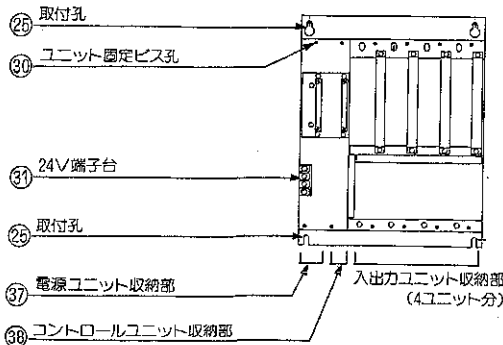 ㉕ 取付孔
㉚ ユニット固定ビス孔
㉛ 24V端子台
㉕ 取付孔
㊲ 電源ユニット収納部
入出力ユニット収納部
(4ユニット分)
㊳ コントロールユニット収納部